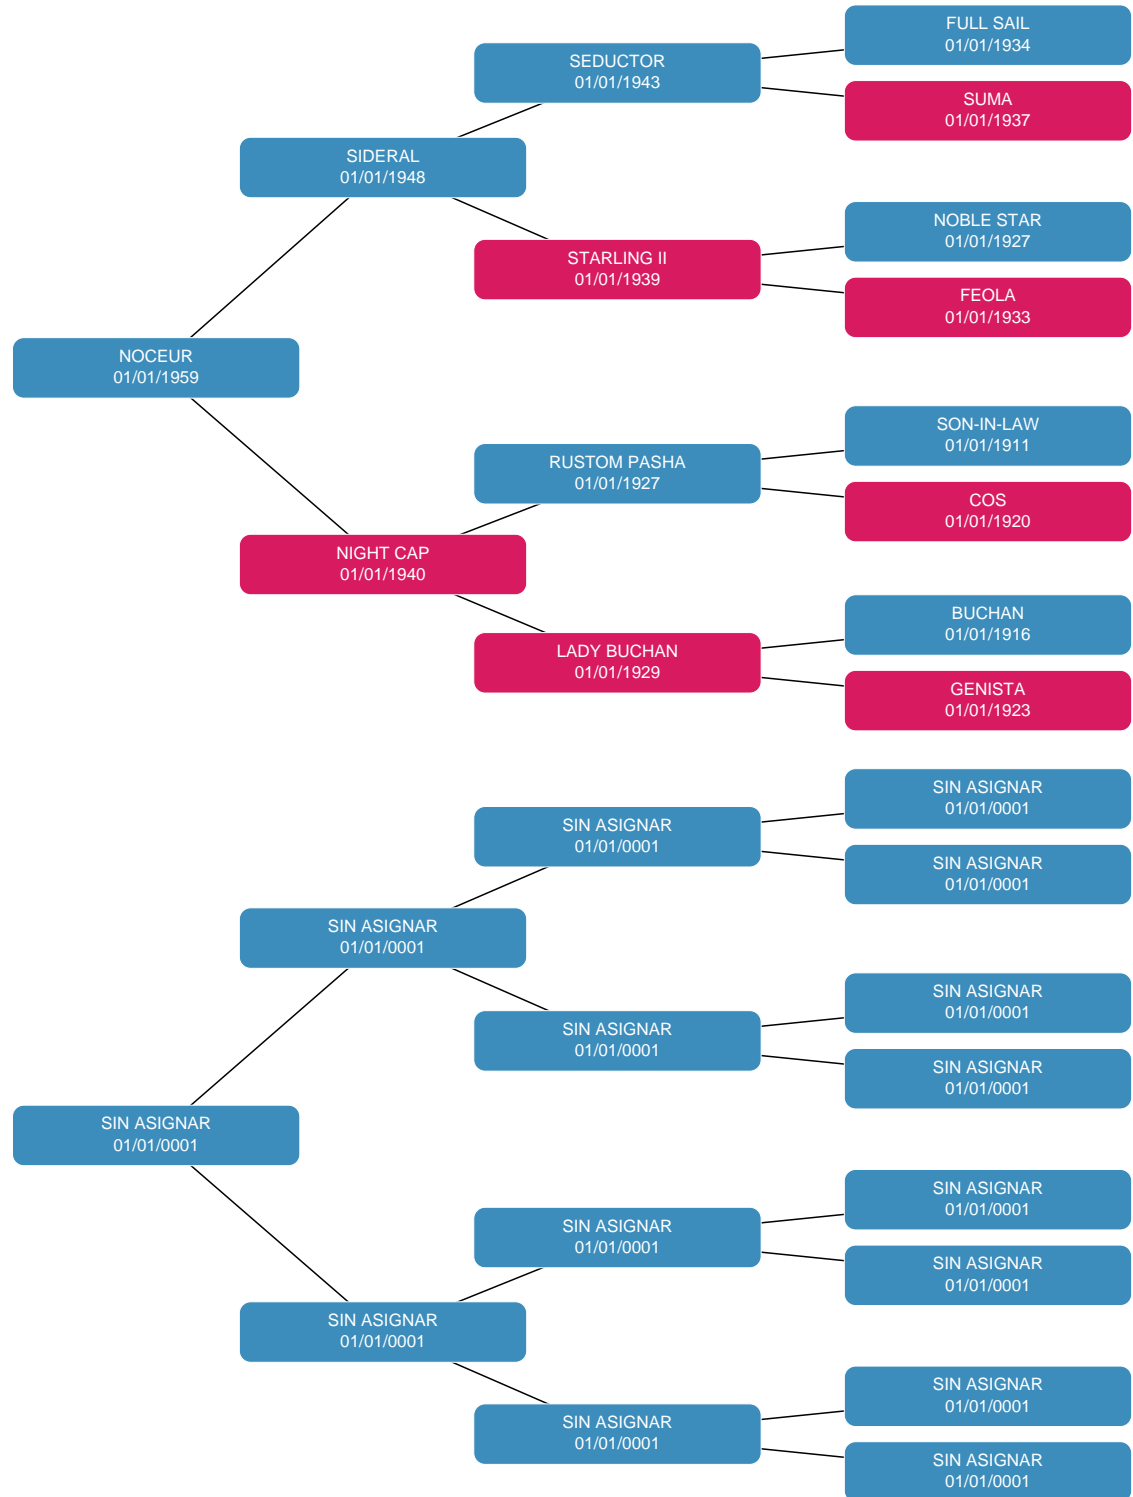 FULL SAIL
01/01/1934
SEDUCTOR
01/01/1943
SUMA
01/01/1937
SIDERAL
01/01/1948
NOBLE STAR
01/01/1927
STARLING II
01/01/1939
FEOLA
01/01/1933
NOCEUR
01/01/1959
SON-IN-LAW
01/01/1911
RUSTOM PASHA
01/01/1927
COS
01/01/1920
NIGHT CAP
01/01/1940
BUCHAN
01/01/1916
LADY BUCHAN
01/01/1929
GENISTA
01/01/1923
SIN ASIGNAR
01/01/0001
SIN ASIGNAR
01/01/0001
SIN ASIGNAR
01/01/0001
SIN ASIGNAR
01/01/0001
SIN ASIGNAR
01/01/0001
SIN ASIGNAR
01/01/0001
SIN ASIGNAR
01/01/0001
SIN ASIGNAR
01/01/0001
SIN ASIGNAR
01/01/0001
SIN ASIGNAR
01/01/0001
SIN ASIGNAR
01/01/0001
SIN ASIGNAR
01/01/0001
SIN ASIGNAR
01/01/0001
SIN ASIGNAR
01/01/0001
SIN ASIGNAR
01/01/0001